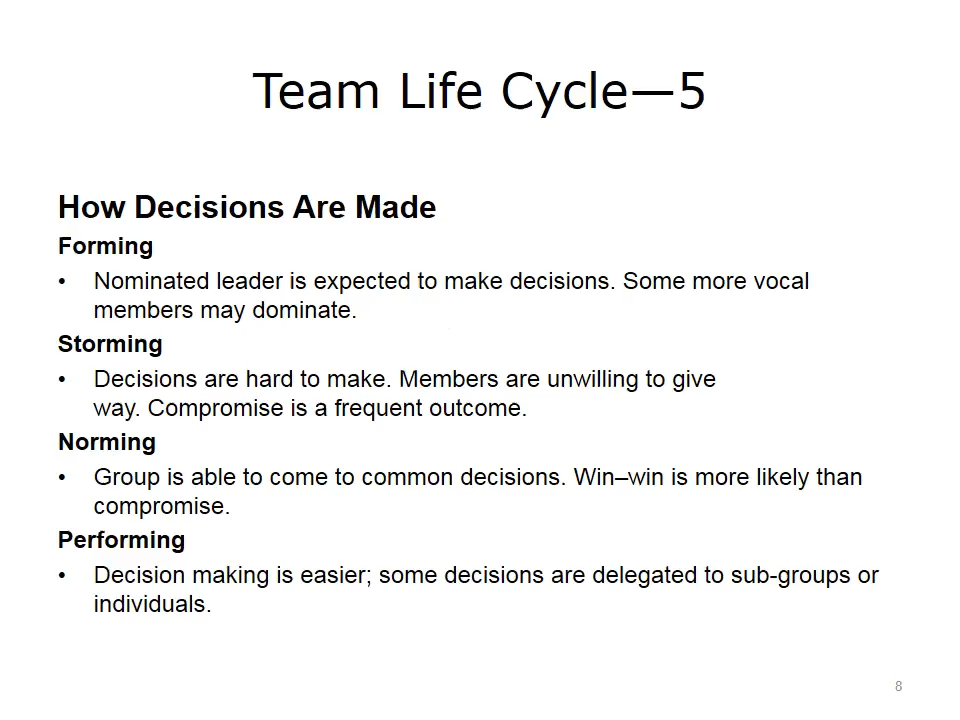 Team Life Cycle—5
How Decisions Are Made
Forming
• Nominated leader is expected to make decisions. Some more vocal
members may dominate.
Storming
• Decisions are hard to make. Members are unwilling to give
way. Compromise is a frequent outcome.
Norming
• Group is able to come to common decisions. Win–win is more likely than
compromise.
Performing
• Decision making is easier; some decisions are delegated to sub-groups or
individuals.
8